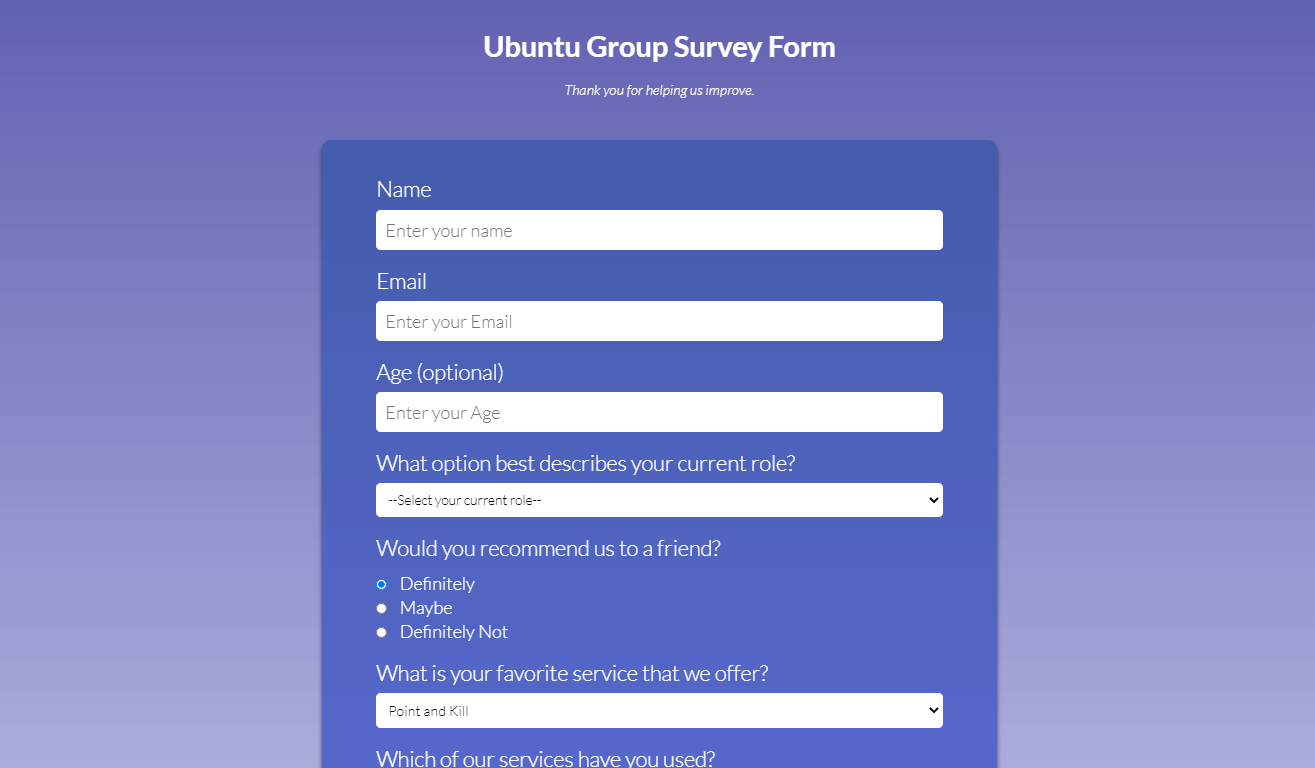 Ubuntu Group Survey Form
Thank you for helping us improve.
Name
Enter your name
Email
Enter your Email
Age (optional)
Enter your Age
What option best describes your current role?
--Select your current role--
Would you recommend us to a friend?
Definitely
Maybe
Definitely Not
What is your favorite service that we offer?
Point and Kill
Which of our services have you used?